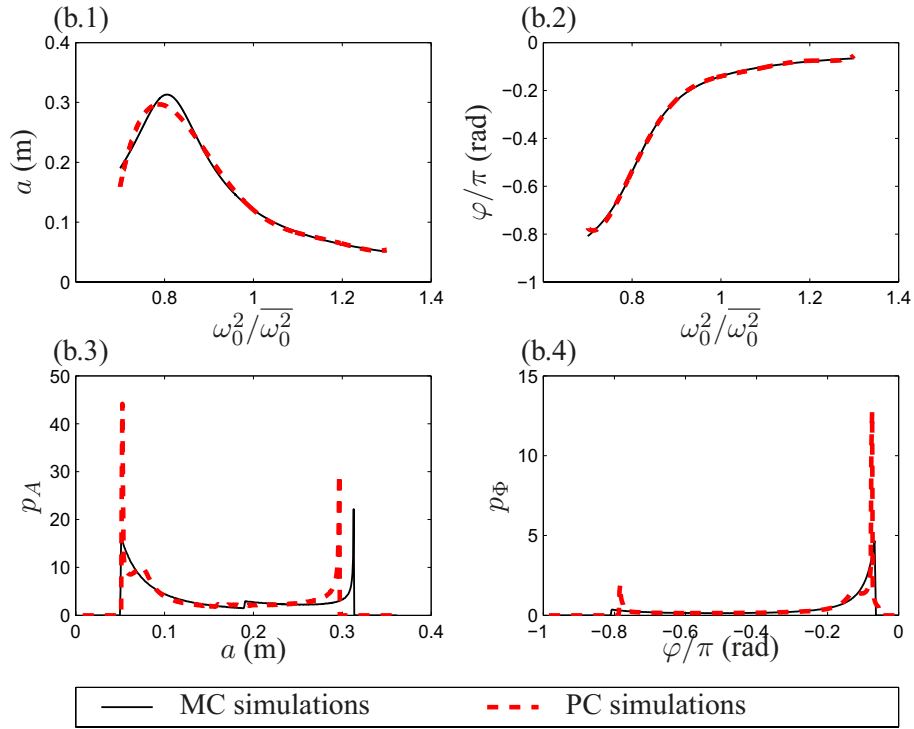 (b.1)
0.4
0.3
0.2
0.1
0
a (m)
0.8 1 1.2 1.4
ω₀²/\overline{ω₀²}
(b.2)
0
−0.2
−0.4
−0.6
−0.8
−1
φ/π (rad)
0.8 1 1.2 1.4
ω₀²/\overline{ω₀²}
(b.3)
50
40
30
20
10
0
p_A
0 0.1 0.2 0.3 0.4
a (m)
(b.4)
15
10
5
0
p_Φ
−1 −0.8 −0.6 −0.4 −0.2 0
φ/π (rad)
MC simulations PC simulations